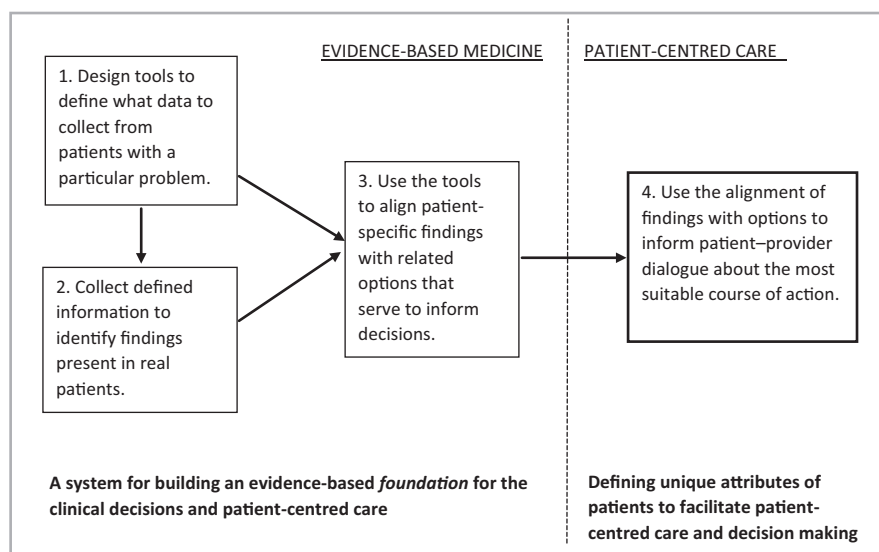 EVIDENCE-BASED MEDICINE
PATIENT-CENTRED CARE
1. Design tools to
define what data to
collect from
patients with a
particular problem.
2. Collect defined
information to
identify findings
present in real
patients.
3. Use the tools
to align patient-
specific findings
with related
options that
serve to inform
decisions.
4. Use the alignment of
findings with options to
inform patient–provider
dialogue about the most
suitable course of action.
A system for building an evidence-based foundation for the
clinical decisions and patient-centred care
Defining unique attributes of
patients to facilitate patient-
centred care and decision making